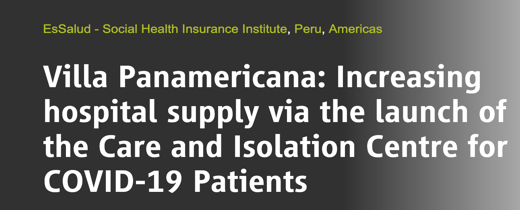 EsSalud - Social Health Insurance Institute, Peru, Americas
Villa Panamericana: Increasing
hospital supply via the launch of
the Care and Isolation Centre for
COVID-19 Patients